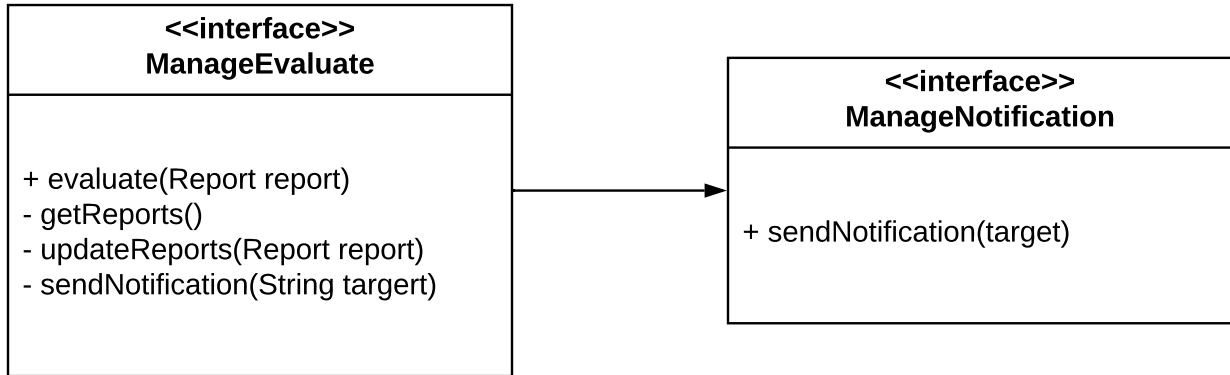 <<interface>>
ManageEvaluate
+ evaluate(Report report)
- getReports()
- updateReports(Report report)
- sendNotification(String targert)
<<interface>>
ManageNotification
+ sendNotification(target)